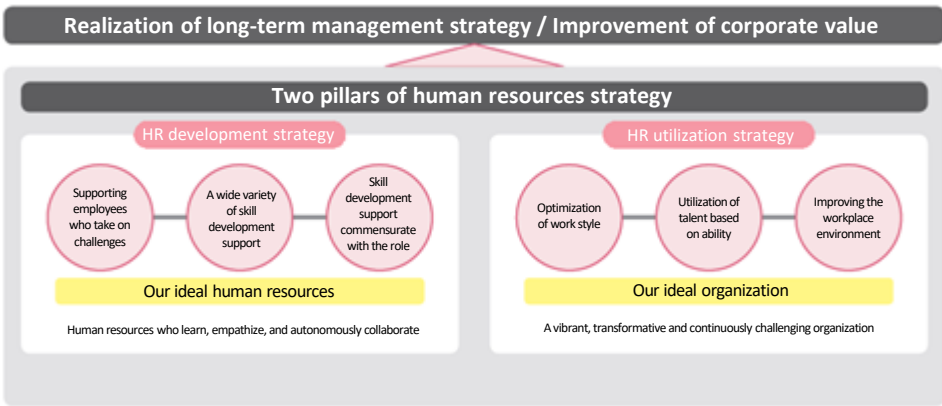 Realization of long-term management strategy / Improvement of corporate value
Two pillars of human resources strategy
HR development strategy
Supporting
employees
who take on
challenges
A wide variety
of skill
development
support
Skill
development
support
commensurate
with the role
Our ideal human resources
Human resources who learn, empathize, and autonomously collaborate
HR utilization strategy
Optimization
of work style
Utilization of
talent based
on ability
Improving the
workplace
environment
Our ideal organization
A vibrant, transformative and continuously challenging organization